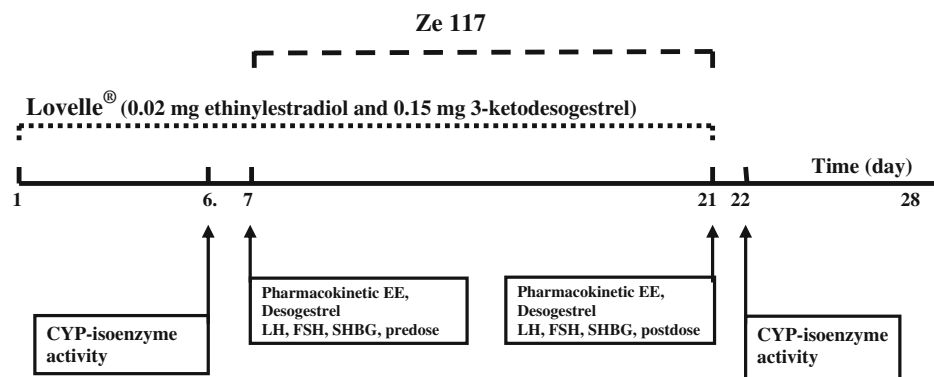 Ze 117
Lovelle® (0.02 mg ethinylestradiol and 0.15 mg 3-ketodesogestrel)
Time (day)
1 6. 7 21 22 28
Pharmacokinetic EE,
Desogestrel
LH, FSH, SHBG, predose
Pharmacokinetic EE,
Desogestrel
LH, FSH, SHBG, postdose
CYP-isoenzyme
activity
CYP-isoenzyme
activity